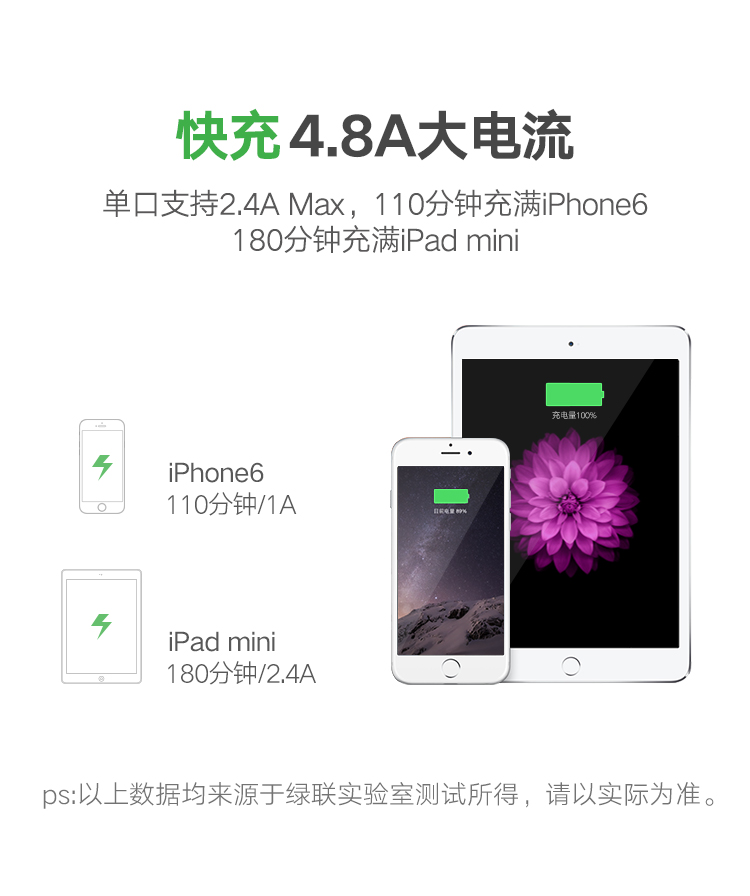 快充4.8A大电流
单口支持2.4A Max，110分钟充满iPhone6
180分钟充满iPad mini
充电量100%
目前电量 89%
iPhone6
110分钟/1A
iPad mini
180分钟/2.4A
ps:以上数据均来源于绿联实验室测试所得，请以实际为准。